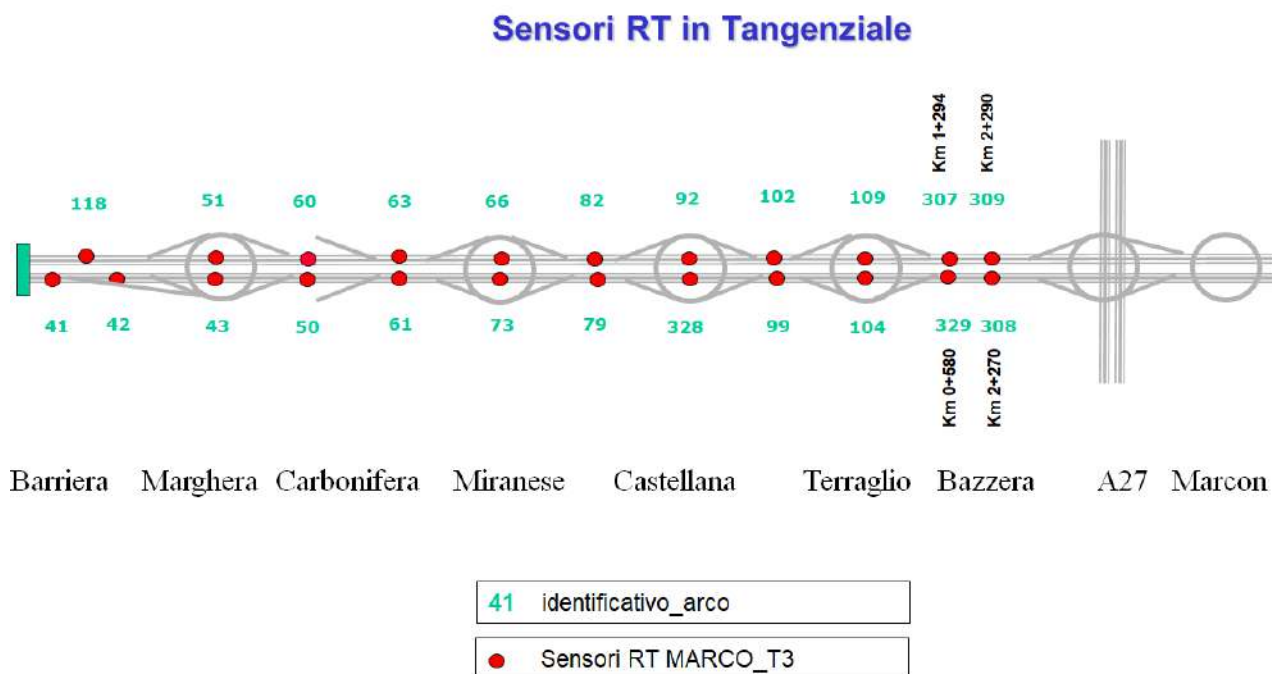 Sensori RT in Tangenziale
Km 1+294 Km 2+290
118 51 60 63 66 82 92 102 109 307 309
41 42 43 50 61 73 79 328 99 104 329 308
Km 0+580 Km 2+270
Barriera Marghera Carbonifera Miranese Castellana Terraglio Bazzera A27 Marcon
41 identificativo_arco
Sensori RT MARCO_T3